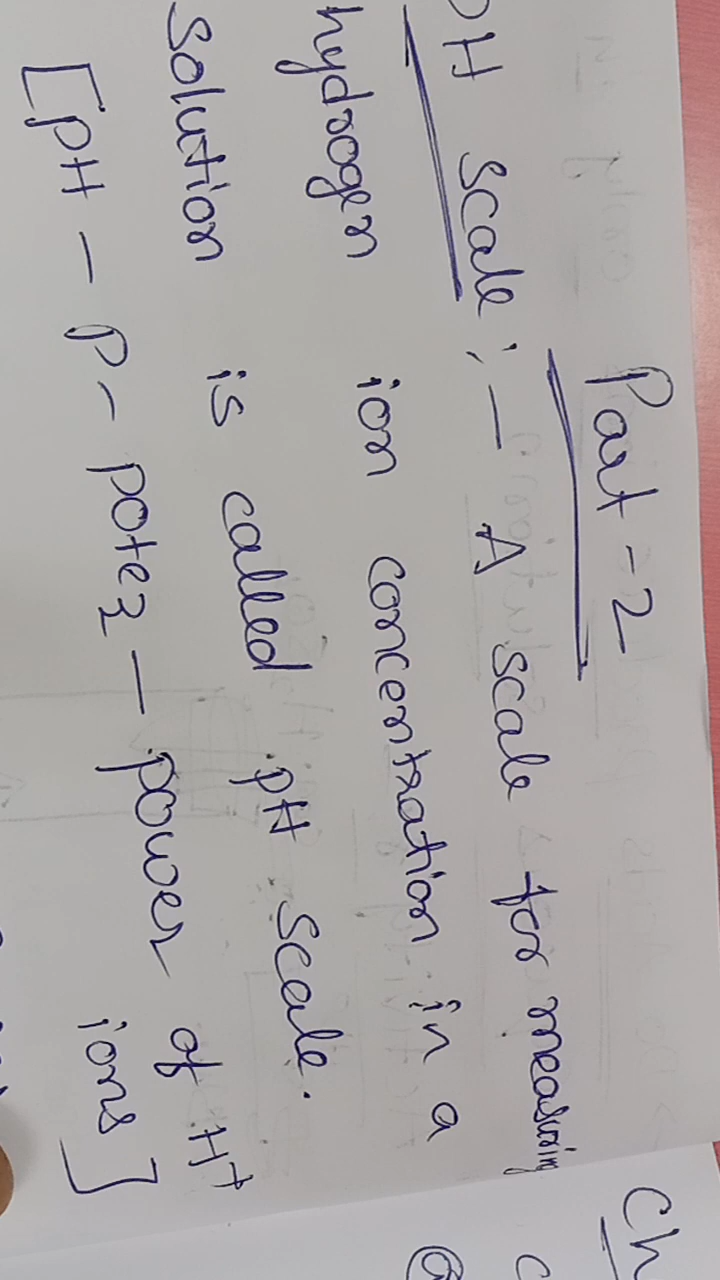 Part-2
pH scale :- A scale for measuring
hydrogen ion concentration in a
solution is called pH scale.
[pH - P- potez - power of H+
ions]
Ch